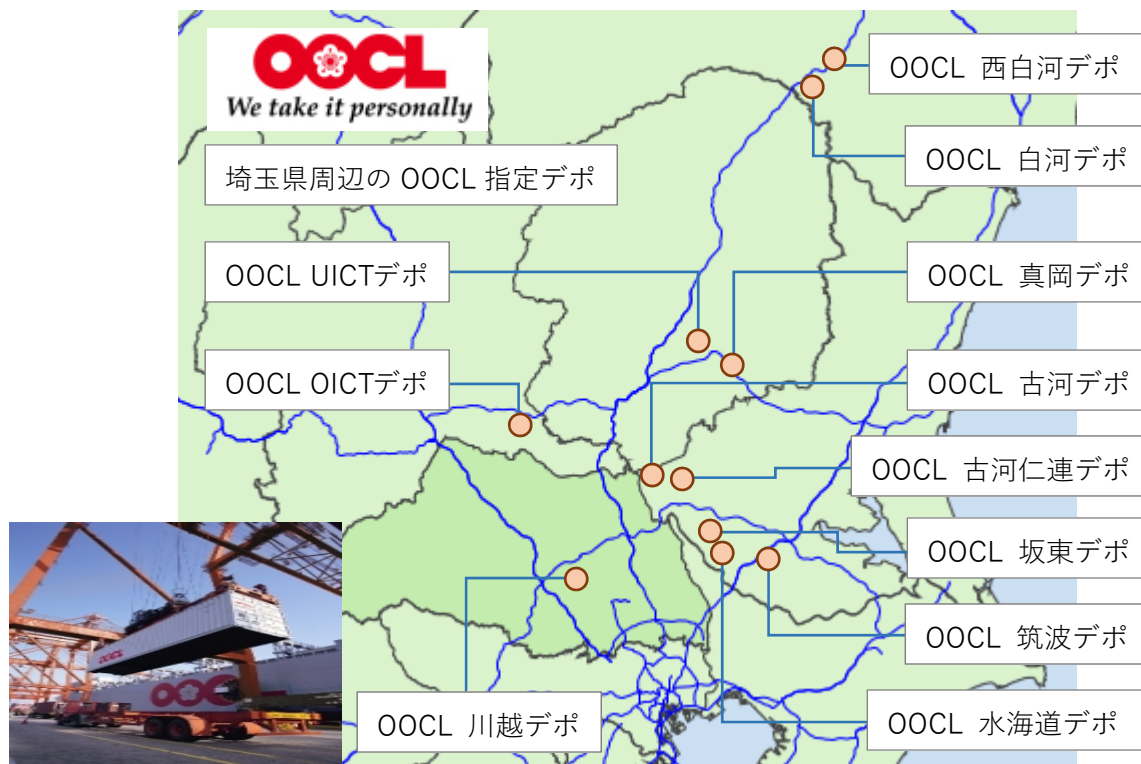 OOCL
We take it personally
埼玉県周辺の OOCL 指定デポ
OOCL 西白河デポ
OOCL 白河デポ
OOCL UICTデポ
OOCL 真岡デポ
OOCL OICTデポ
OOCL 古河デポ
OOCL 古河仁連デポ
OOCL 坂東デポ
OOCL 筑波デポ
OOCL 川越デポ
OOCL 水海道デポ
OOCL
OOC